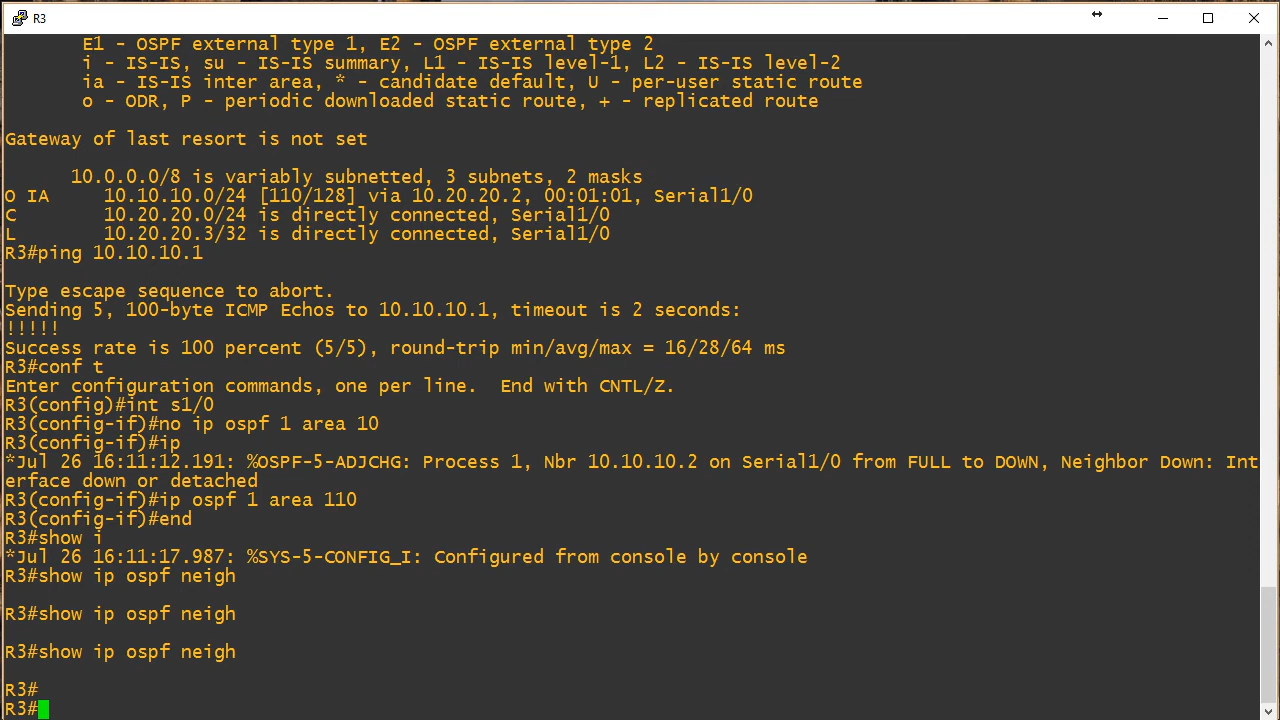 R3
E1 - OSPF external type 1, E2 - OSPF external type 2
i - IS-IS, su - IS-IS summary, L1 - IS-IS level-1, L2 - IS-IS level-2
ia - IS-IS inter area, * - candidate default, U - per-user static route
o - ODR, P - periodic downloaded static route, + - replicated route
Gateway of last resort is not set
10.0.0.0/8 is variably subnetted, 3 subnets, 2 masks
O IA 10.10.10.0/24 [110/128] via 10.20.20.2, 00:01:01, Serial1/0
C 10.20.20.0/24 is directly connected, Serial1/0
L 10.20.20.3/32 is directly connected, Serial1/0
R3#ping 10.10.10.1
Type escape sequence to abort.
Sending 5, 100-byte ICMP Echos to 10.10.10.1, timeout is 2 seconds:
!!!!!
Success rate is 100 percent (5/5), round-trip min/avg/max = 16/28/64 ms
R3#conf t
Enter configuration commands, one per line.  End with CNTL/Z.
R3(config)#int s1/0
R3(config-if)#no ip ospf 1 area 10
R3(config-if)#ip
*Jul 26 16:11:12.191: %OSPF-5-ADJCHG: Process 1, Nbr 10.10.10.2 on Serial1/0 from FULL to DOWN, Neighbor Down: Int
erface down or detached
R3(config-if)#ip ospf 1 area 110
R3(config-if)#end
R3#show i
*Jul 26 16:11:17.987: %SYS-5-CONFIG_I: Configured from console by console
R3#show ip ospf neigh
R3#show ip ospf neigh
R3#show ip ospf neigh
R3#
R3#